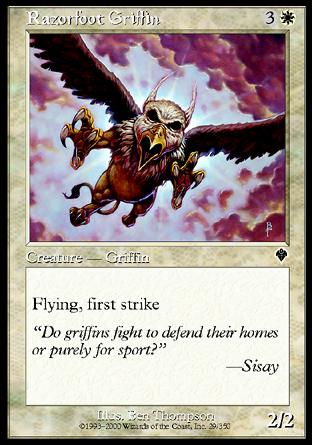 Razorfoot Griffin 3
Creature — Griffin
Flying, first strike
“Do griffins fight to defend their homes
or purely for sport?”
—Sisay
Illus. Ben Thompson
©1993–2000 Wizards of the Coast, Inc. 29/350
2/2